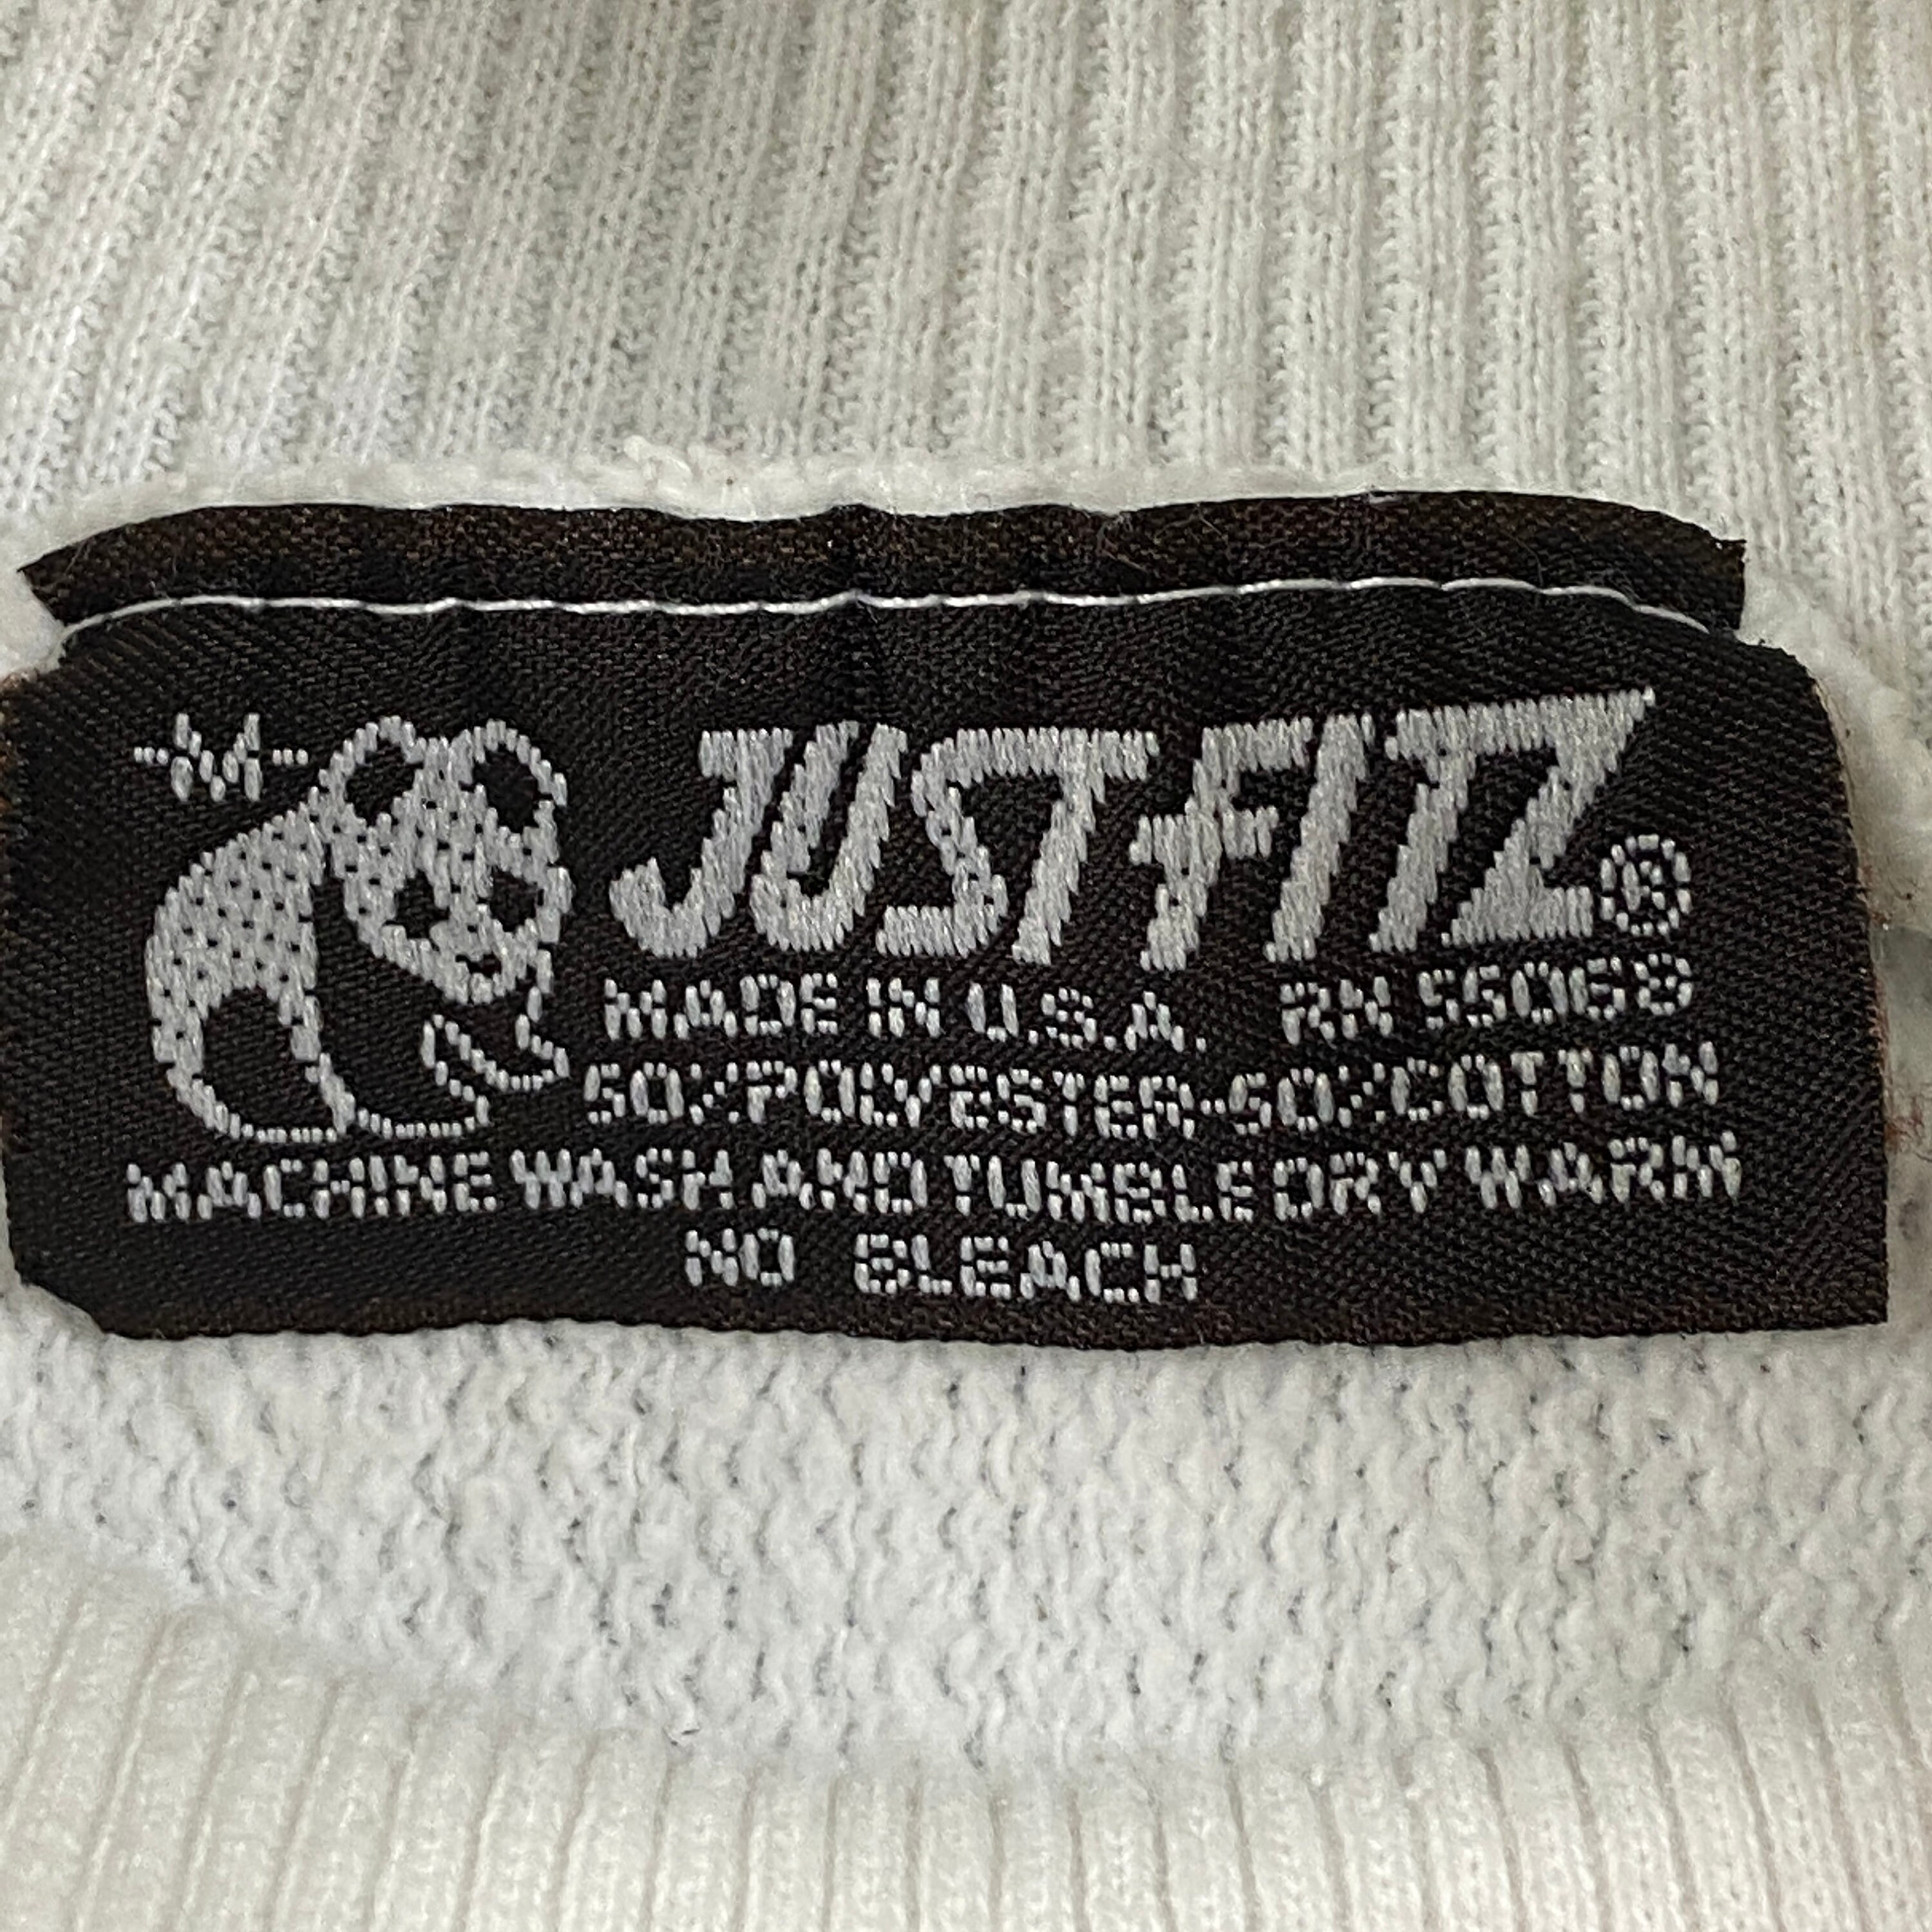 -M-
JUST FITZ®
MADE IN U.S.A. RN 55068
50%POLYESTER-50%COTTON
MACHINE WASH AND TUMBLE DRY WARM
NO BLEACH